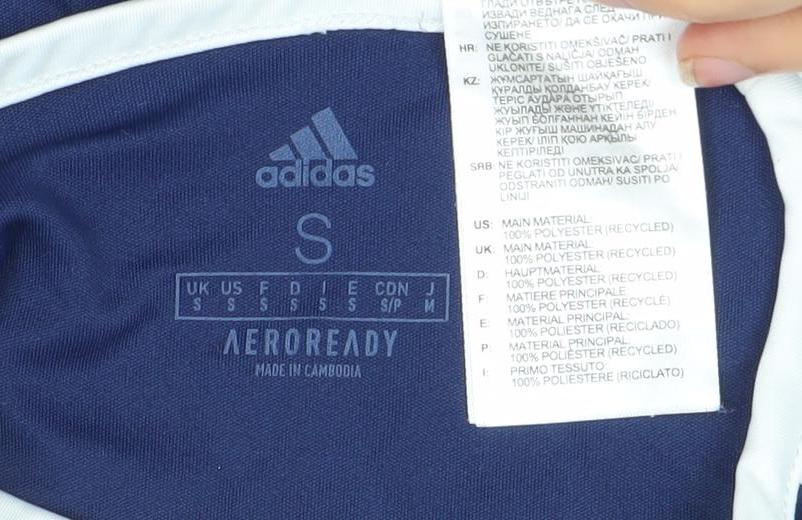 ИЗВАДИ ВЕДНАГА СЛЕД
ИЗПИРАНЕТО/ ДА СЕ ОКАЧИ ПРИ
СУШЕНЕ
HR: NE KORISTITI OMEKŠIVAČ/ PRATI I
GLAČATI S NALIČJA/ ODMAH
UKLONITE/ SUŠITI OBJEŠENO
KZ: ЖҰМСАРТАТЫН ШАЙҚАҒЫШ
ҚҰРАЛДЫ ҚОЛДАНБАУ КЕРЕК/
ТЕРІС АУДАРА ОТЫРЫП
ЖУЫЛАДЫ ЖӘНЕ ҮТІКТЕЛЕДІ/
ЖУЫП БОЛҒАННАН КЕЙІН БІРДЕН
КІР ЖУҒЫШ МАШИНАДАН АЛУ
КЕРЕК/ ІЛІП ҚОЮ АРҚЫЛЫ
КЕПТІРІЛЕДІ
SRB: NE KORISTITI OMEKSIVAC/ PRATI I
PEGLATI OD UNUTRA KA SPOLJA/
ODSTRANITI ODMAH/ SUSITI PO
LINIJI
US: MAIN MATERIAL:
100% POLYESTER (RECYCLED)
UK: MAIN MATERIAL:
100% POLYESTER (RECYCLED)
D: HAUPTMATERIAL:
100% POLYESTER (RECYCLED)
F: MATIERE PRINCIPALE:
100% POLYESTER (RECYCLÉ)
E: MATERIAL PRINCIPAL:
100% POLIÉSTER (RECICLADO)
P: MATERIAL PRINCIPAL:
100% POLIÉSTER (RECYCLED)
I: PRIMO TESSUTO:
100% POLIESTERE (RICICLATO)
adidas
S
UK US F D I E CDN J
S S S S S S S/P M
AEROREADY
MADE IN CAMBODIA